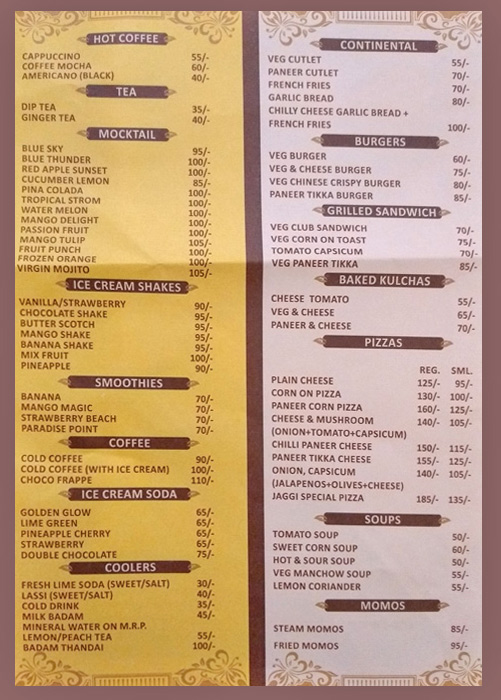 HOT COFFEE
CAPPUCCINO 55/-
COFFEE MOCHA 60/-
AMERICANO (BLACK) 40/-
TEA
DIP TEA 35/-
GINGER TEA 40/-
MOCKTAIL
BLUE SKY 95/-
BLUE THUNDER 100/-
RED APPLE SUNSET 100/-
CUCUMBER LEMON 85/-
PINA COLADA 100/-
TROPICAL STROM 100/-
WATER MELON 100/-
MANGO DELIGHT 100/-
PASSION FRUIT 100/-
MANGO TULIP 105/-
FRUIT PUNCH 100/-
FROZEN ORANGE 100/-
VIRGIN MOJITO 105/-
ICE CREAM SHAKES
VANILLA/STRAWBERRY 90/-
CHOCOLATE SHAKE 95/-
BUTTER SCOTCH 95/-
MANGO SHAKE 95/-
BANANA SHAKE 95/-
MIX FRUIT 100/-
PINEAPPLE 90/-
SMOOTHIES
BANANA 70/-
MANGO MAGIC 70/-
STRAWBERRY BEACH 70/-
PARADISE POINT 70/-
COFFEE
COLD COFFEE 90/-
COLD COFFEE (WITH ICE CREAM) 100/-
CHOCO FRAPPE 110/-
ICE CREAM SODA
GOLDEN GLOW 65/-
LIME GREEN 65/-
PINEAPPLE CHERRY 65/-
STRAWBERRY 65/-
DOUBLE CHOCOLATE 75/-
COOLERS
FRESH LIME SODA (SWEET/SALT) 30/-
LASSI (SWEET/SALT) 40/-
COLD DRINK 35/-
MILK BADAM 45/-
MINERAL WATER ON M.R.P.
LEMON/PEACH TEA 55/-
BADAM THANDAI 100/-
CONTINENTAL
VEG CUTLET 55/-
PANEER CUTLET 70/-
FRENCH FRIES 70/-
GARLIC BREAD 80/-
CHILLY CHEESE GARLIC BREAD +
FRENCH FRIES 100/-
BURGERS
VEG BURGER 60/-
VEG & CHEESE BURGER 75/-
VEG CHINESE CRISPY BURGER 80/-
PANEER TIKKA BURGER 85/-
GRILLED SANDWICH
VEG CLUB SANDWICH 70/-
VEG CORN ON TOAST 75/-
TOMATO CAPSICUM 70/-
VEG PANEER TIKKA 85/-
BAKED KULCHAS
CHEESE TOMATO 55/-
VEG & CHEESE 65/-
PANEER & CHEESE 70/-
PIZZAS
REG. SML.
PLAIN CHEESE 125/- 95/-
CORN ON PIZZA 130/- 100/-
PANEER CORN PIZZA 160/- 125/-
CHEESE & MUSHROOM 140/- 105/-
(ONION+TOMATO+CAPSICUM)
CHILLI PANEER CHEESE 150/- 115/-
PANEER TIKKA CHEESE 155/- 125/-
ONION, CAPSICUM 140/- 105/-
(JALAPENOS+OLIVES+CHEESE)
JAGGI SPECIAL PIZZA 185/- 135/-
SOUPS
TOMATO SOUP 50/-
SWEET CORN SOUP 60/-
HOT & SOUR SOUP 50/-
VEG MANCHOW SOUP 55/-
LEMON CORIANDER 55/-
MOMOS
STEAM MOMOS 85/-
FRIED MOMOS 95/-